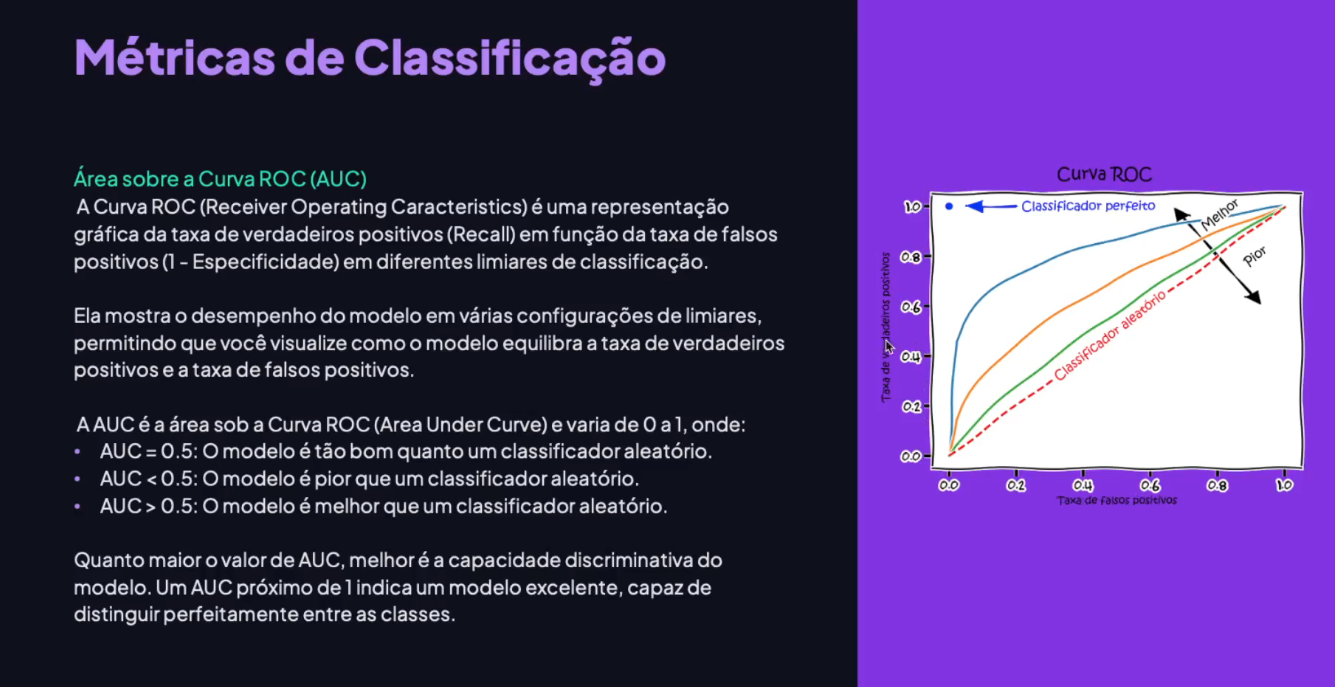 Métricas de Classificação
Área sobre a Curva ROC (AUC)
A Curva ROC (Receiver Operating Caracteristics) é uma representação
gráfica da taxa de verdadeiros positivos (Recall) em função da taxa de falsos
positivos (1 - Especificidade) em diferentes limiares de classificação.
Ela mostra o desempenho do modelo em várias configurações de limiares,
permitindo que você visualize como o modelo equilibra a taxa de verdadeiros
positivos e a taxa de falsos positivos.
A AUC é a área sob a Curva ROC (Area Under Curve) e varia de 0 a 1, onde:
• AUC = 0.5: O modelo é tão bom quanto um classificador aleatório.
• AUC < 0.5: O modelo é pior que um classificador aleatório.
• AUC > 0.5: O modelo é melhor que um classificador aleatório.
Quanto maior o valor de AUC, melhor é a capacidade discriminativa do
modelo. Um AUC próximo de 1 indica um modelo excelente, capaz de
distinguir perfeitamente entre as classes.
Curva ROC
Classificador perfeito
Melhor
Pior
Classificador aleatório
Taxa de verdadeiros positivos
1.0
0.8
0.6
0.4
0.2
0.0
0.0 0.2 0.4 0.6 0.8 1.0
Taxa de falsos positivos